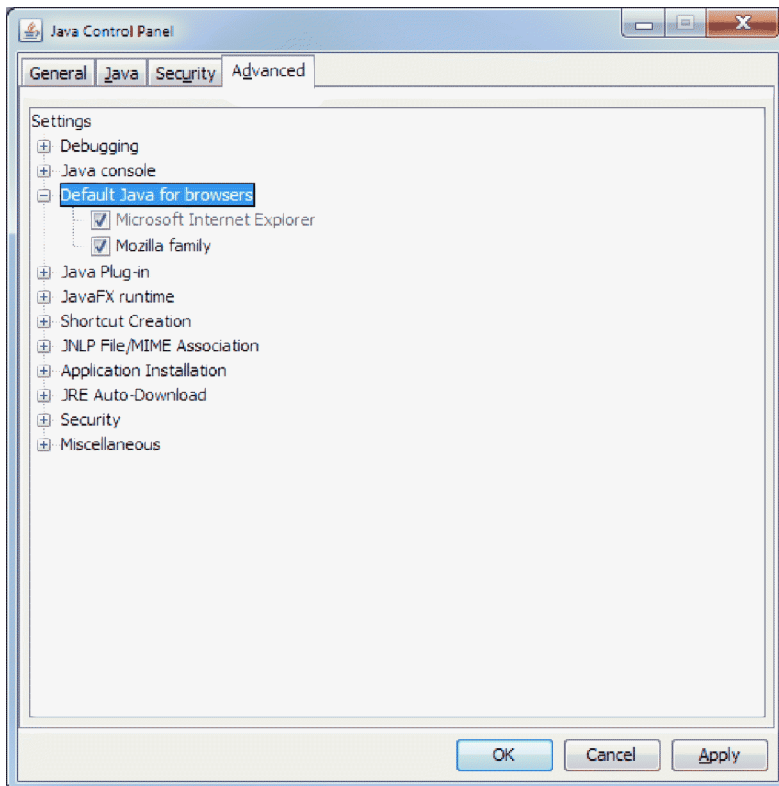 Java Control Panel
General Java Security Advanced
Settings
Debugging
Java console
Default Java for browsers
Microsoft Internet Explorer
Mozilla family
Java Plug-in
JavaFX runtime
Shortcut Creation
JNLP File/MIME Association
Application Installation
JRE Auto-Download
Security
Miscellaneous
OK Cancel Apply